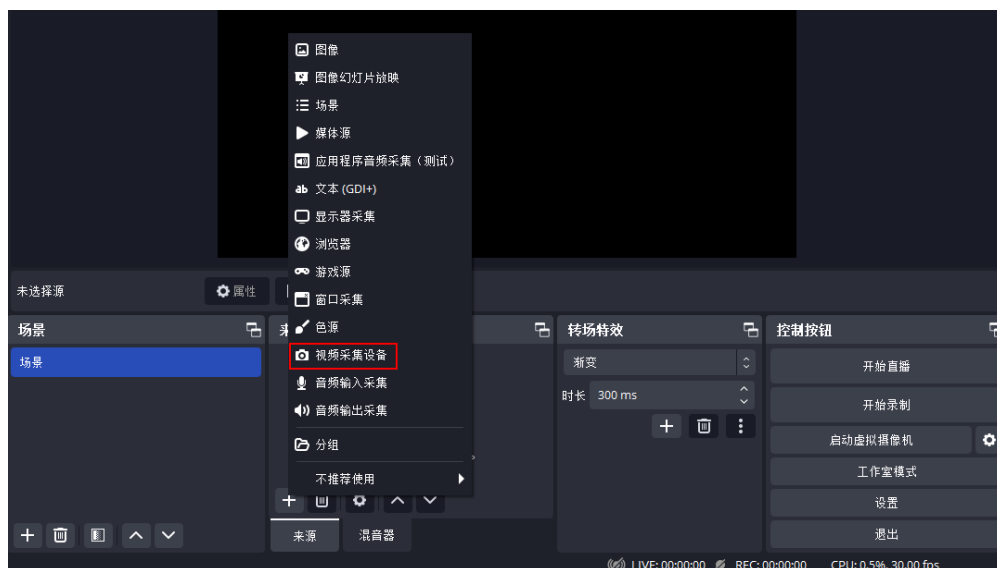 图像
图像幻灯片放映
场景
媒体源
应用程序音频采集（测试）
ab 文本 (GDI+)
显示器采集
浏览器
游戏源
窗口采集
色源
视频采集设备
音频输入采集
音频输出采集
分组
不推荐使用
未选择源
属性
场景
场景
来源
混音器
转场特效
渐变
时长 300 ms
控制按钮
开始直播
开始录制
启动虚拟摄像机
工作室模式
设置
退出
LIVE: 00:00:00 REC: 00:00:00 CPU: 0.5%, 30.00 fps